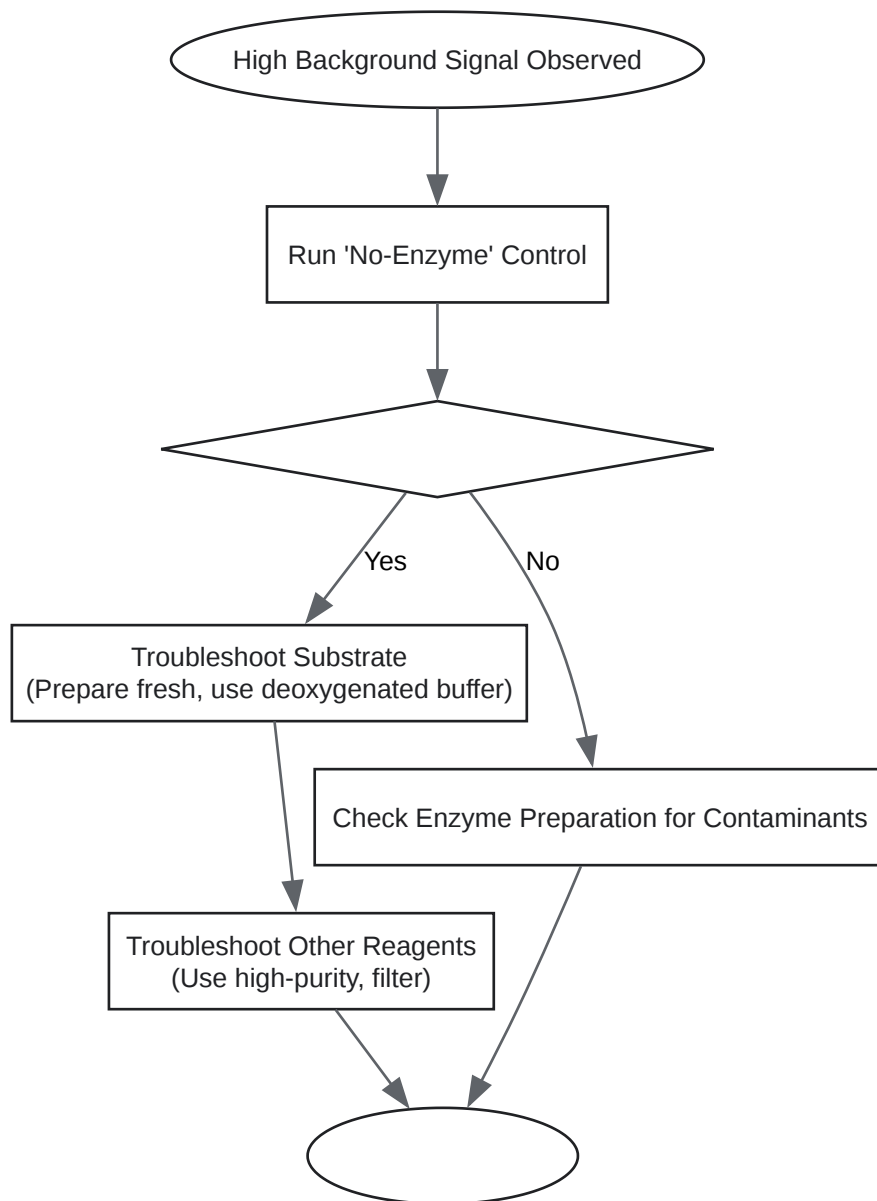 High Background Signal Observed
Run 'No-Enzyme' Control
Yes
No
Troubleshoot Substrate
(Prepare fresh, use deoxygenated buffer)
Check Enzyme Preparation for Contaminants
Troubleshoot Other Reagents
(Use high-purity, filter)